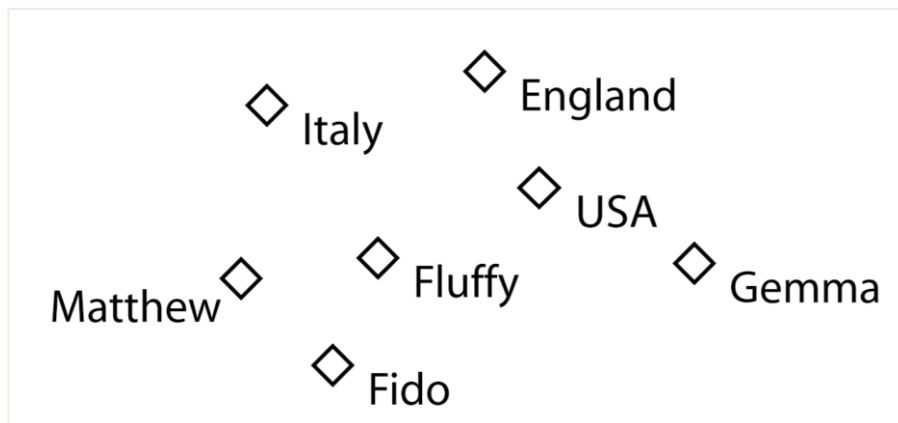 England
Italy
USA
Fluffy
Gemma
Matthew
Fido